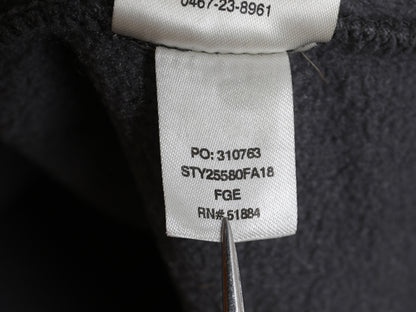 0467-23-8961
PO: 310763
STY25580FA18
FGE
RN# 51884